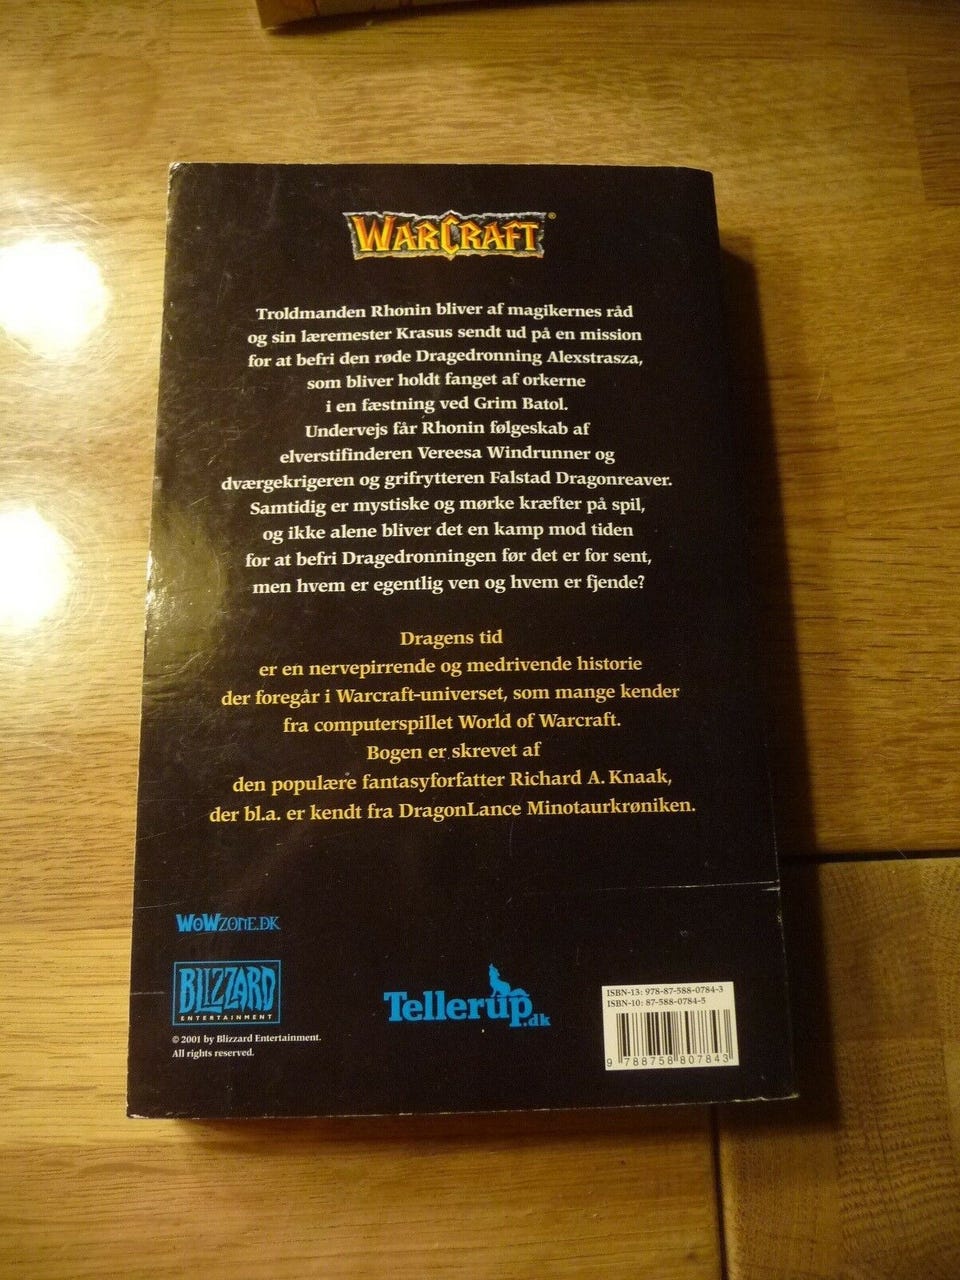 WARCRAFT®
Troldmanden Rhonin bliver af magikernes råd
og sin læremester Krasus sendt ud på en mission
for at befri den røde Dragedronning Alexstrasza,
som bliver holdt fanget af orkerne
i en fæstning ved Grim Batol.
Undervejs får Rhonin følgeskab af
elverstifinderen Vereesa Windrunner og
dværgekrigeren og grifrytteren Falstad Dragonreaver.
Samtidig er mystiske og mørke kræfter på spil,
og ikke alene bliver det en kamp mod tiden
for at befri Dragedronningen før det er for sent,
men hvem er egentlig ven og hvem er fjende?
Dragens tid
er en nervepirrende og medrivende historie
der foregår i Warcraft-universet, som mange kender
fra computerspillet World of Warcraft.
Bogen er skrevet af
den populære fantasyforfatter Richard A. Knaak,
der bl.a. er kendt fra DragonLance Minotaurkrøniken.
WOWZONE.DK
BLIZZARD
ENTERTAINMENT
© 2001 by Blizzard Entertainment.
All rights reserved.
Tellerup.dk
ISBN-13: 978-87-588-0784-3
ISBN-10: 87-588-0784-5
9 788758 807843